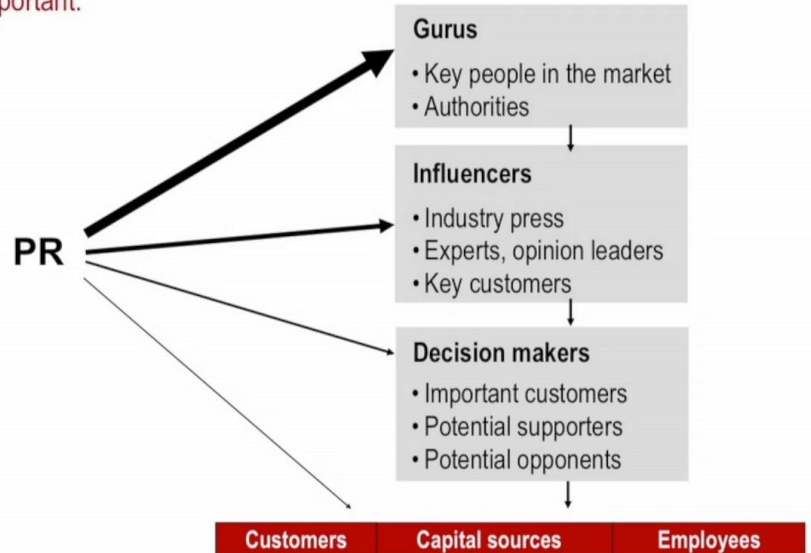 portant.
Gurus
• Key people in the market
• Authorities
Influencers
• Industry press
• Experts, opinion leaders
• Key customers
PR
Decision makers
• Important customers
• Potential supporters
• Potential opponents
Customers Capital sources Employees